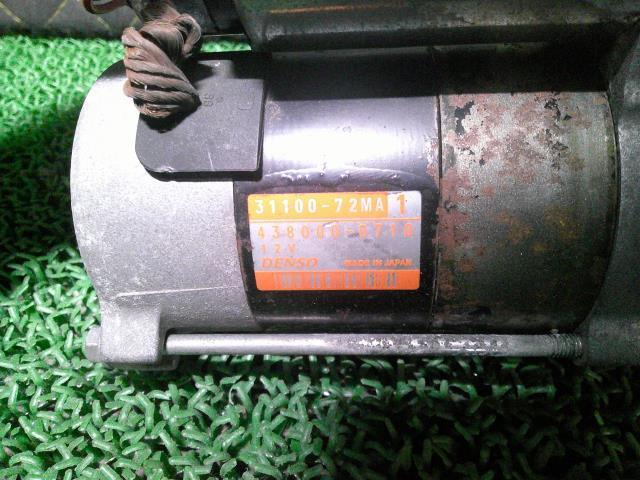 31100-72MA 1
438000-0710
12V
DENSO MADE IN JAPAN